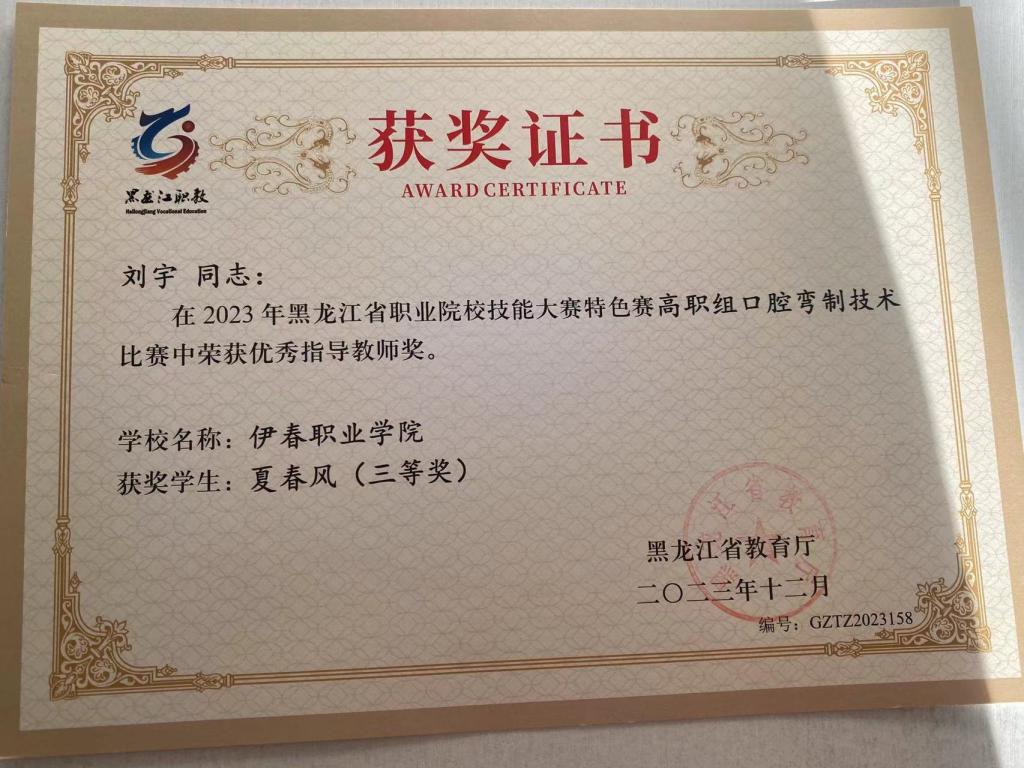 获奖证书
AWARD CERTIFICATE
黑龙江职教
Heilongjiang Vocational Education
刘宇 同志：
在 2023 年黑龙江省职业院校技能大赛特色赛高职组口腔弯制技术
比赛中荣获优秀指导教师奖。
学校名称：伊春职业学院
获奖学生：夏春风（三等奖）
黑龙江省教育厅
二〇二三年十二月
编号：GZTZ2023158